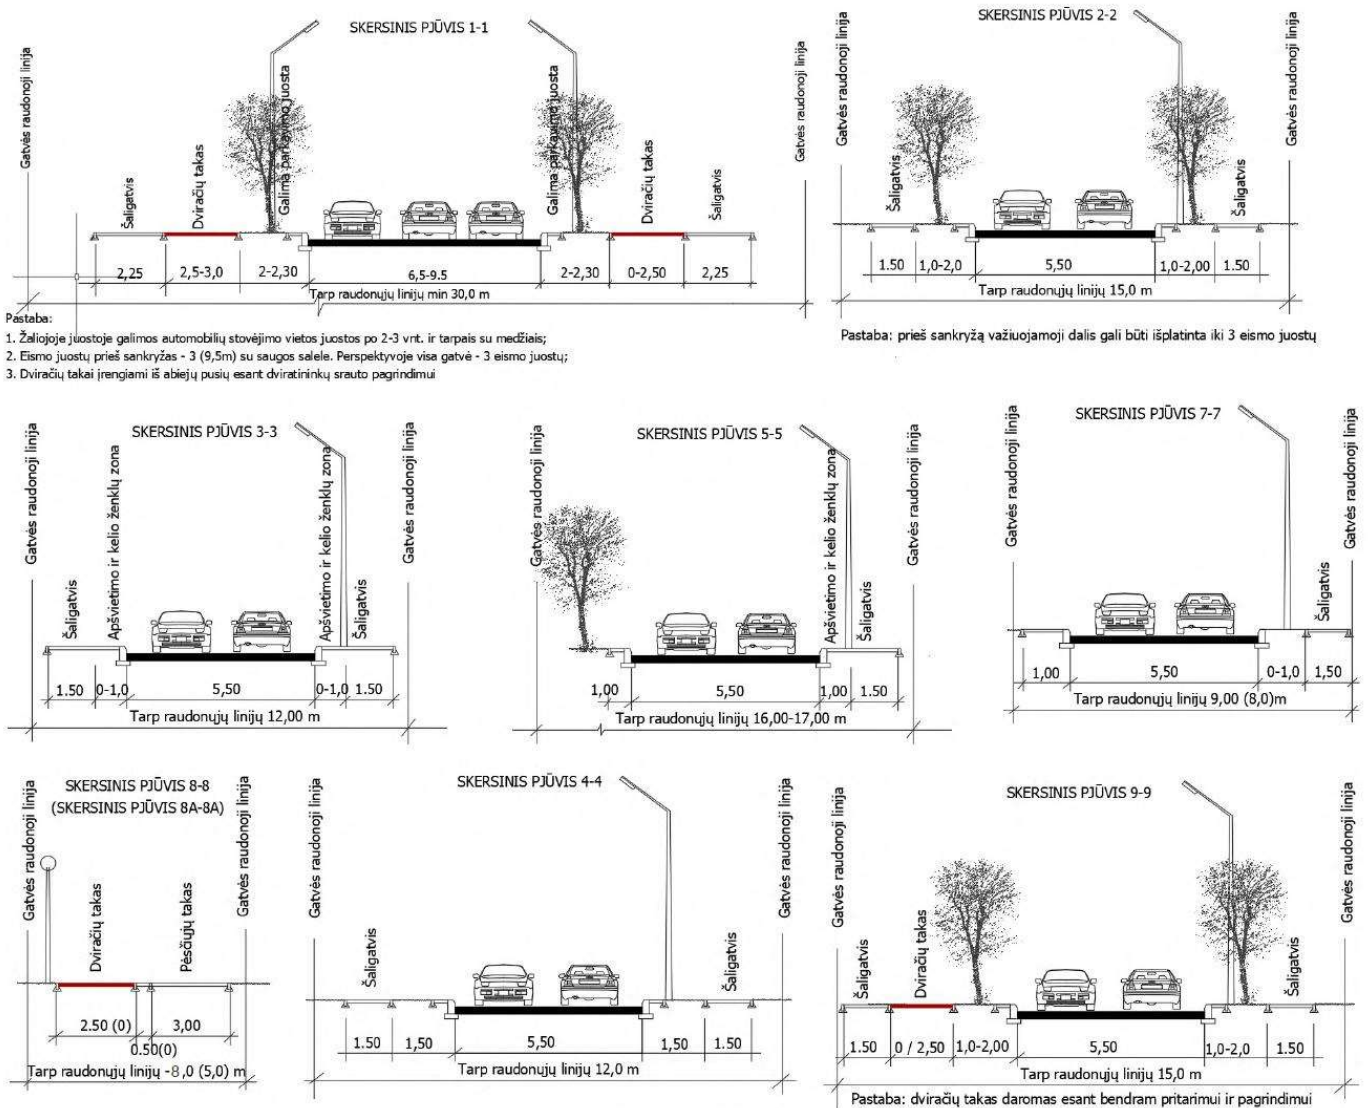 SKERSINIS PJŪVIS 1-1
Gatvės raudonoji linija
Šaligatvis
Dviračių takas
Galima parkavimo juosta
Galima parkavimo juosta
Dviračių takas
Šaligatvis
Gatvės raudonoji linija
2,25
2,5-3,0
2-2,30
6,5-9.5
2-2,30
0-2,50
2,25
Tarp raudonųjų linijų min 30,0 m
Pastaba:
1. Žaliojoje juostoje galimos automobilių stovėjimo vietos juostos po 2-3 vnt. ir tarpais su medžiais;
2. Eismo juostų prieš sankryžas - 3 (9,5m) su saugos salele. Perspektyvoje visa gatvė - 3 eismo juostų;
3. Dviračių takai įrengiami iš abiejų pusių esant dviratininkų srauto pagrindimui
SKERSINIS PJŪVIS 2-2
Gatvės raudonoji linija
Šaligatvis
Šaligatvis
Gatvės raudonoji linija
1.50
1,0-2,0
5,50
1,0-2,00
1.50
Tarp raudonųjų linijų 15,0 m
Pastaba: prieš sankryžą važiuojamoji dalis gali būti išplatinta iki 3 eismo juostų
SKERSINIS PJŪVIS 3-3
Gatvės raudonoji linija
Šaligatvis
Apšvietimo ir kelio ženklų zona
Apšvietimo ir kelio ženklų zona
Šaligatvis
Gatvės raudonoji linija
1.50
0-1,0
5,50
0-1,0
1.50
Tarp raudonųjų linijų 12,00 m
SKERSINIS PJŪVIS 5-5
Gatvės raudonoji linija
Apšvietimo ir kelio ženklų zona
Šaligatvis
Gatvės raudonoji linija
1,00
5,50
1,00
1.50
Tarp raudonųjų linijų 16,00-17,00 m
SKERSINIS PJŪVIS 7-7
Gatvės raudonoji linija
Šaligatvis
Gatvės raudonoji linija
1,00
5,50
0-1,0
1,50
Tarp raudonųjų linijų 9,00 (8,0)m
SKERSINIS PJŪVIS 8-8
(SKERSINIS PJŪVIS 8A-8A)
Gatvės raudonoji linija
Dviračių takas
Pėsčiųjų takas
Gatvės raudonoji linija
2.50 (0)
0.50(0)
3,00
Tarp raudonųjų linijų -8,0 (5,0) m
SKERSINIS PJŪVIS 4-4
Gatvės raudonoji linija
Šaligatvis
Šaligatvis
Gatvės raudonoji linija
1.50
1,50
5,50
1,50
1.50
Tarp raudonųjų linijų 12,0 m
SKERSINIS PJŪVIS 9-9
Gatvės raudonoji linija
Šaligatvis
Dviračių takas
Šaligatvis
Gatvės raudonoji linija
1.50
0 / 2,50
1,0-2,00
5,50
1,0-2,0
1.50
Tarp raudonųjų linijų 15,0 m
Pastaba: dviračių takas daromas esant bendram pritarimui ir pagrindimui